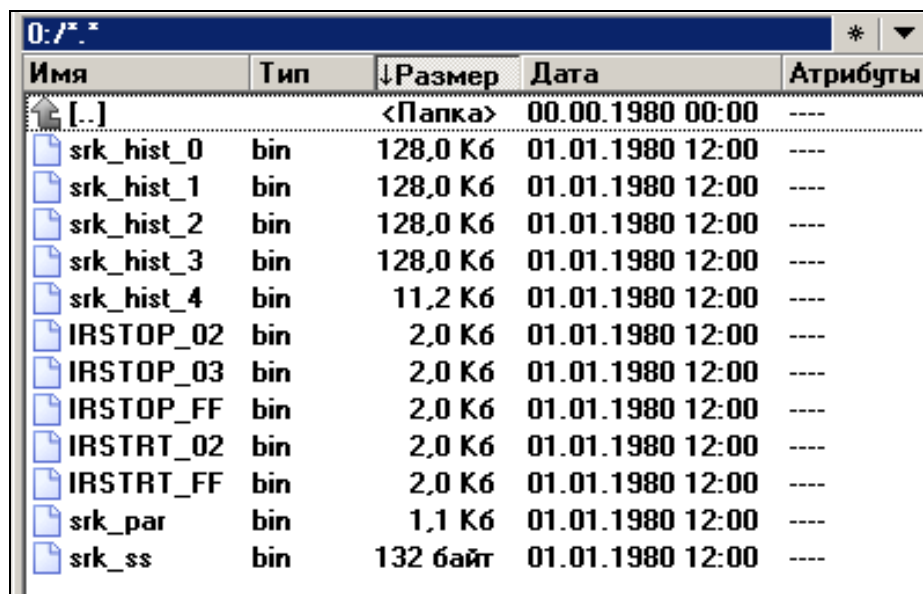 0:/*.*
Имя Тип ↓Размер Дата Атрибуты
[..] <Папка> 00.00.1980 00:00 ----
srk_hist_0 bin 128,0 Кб 01.01.1980 12:00 ----
srk_hist_1 bin 128,0 Кб 01.01.1980 12:00 ----
srk_hist_2 bin 128,0 Кб 01.01.1980 12:00 ----
srk_hist_3 bin 128,0 Кб 01.01.1980 12:00 ----
srk_hist_4 bin 11,2 Кб 01.01.1980 12:00 ----
IRSTOP_02 bin 2,0 Кб 01.01.1980 12:00 ----
IRSTOP_03 bin 2,0 Кб 01.01.1980 12:00 ----
IRSTOP_FF bin 2,0 Кб 01.01.1980 12:00 ----
IRSTRT_02 bin 2,0 Кб 01.01.1980 12:00 ----
IRSTRT_FF bin 2,0 Кб 01.01.1980 12:00 ----
srk_par bin 1,1 Кб 01.01.1980 12:00 ----
srk_ss bin 132 байт 01.01.1980 12:00 ----